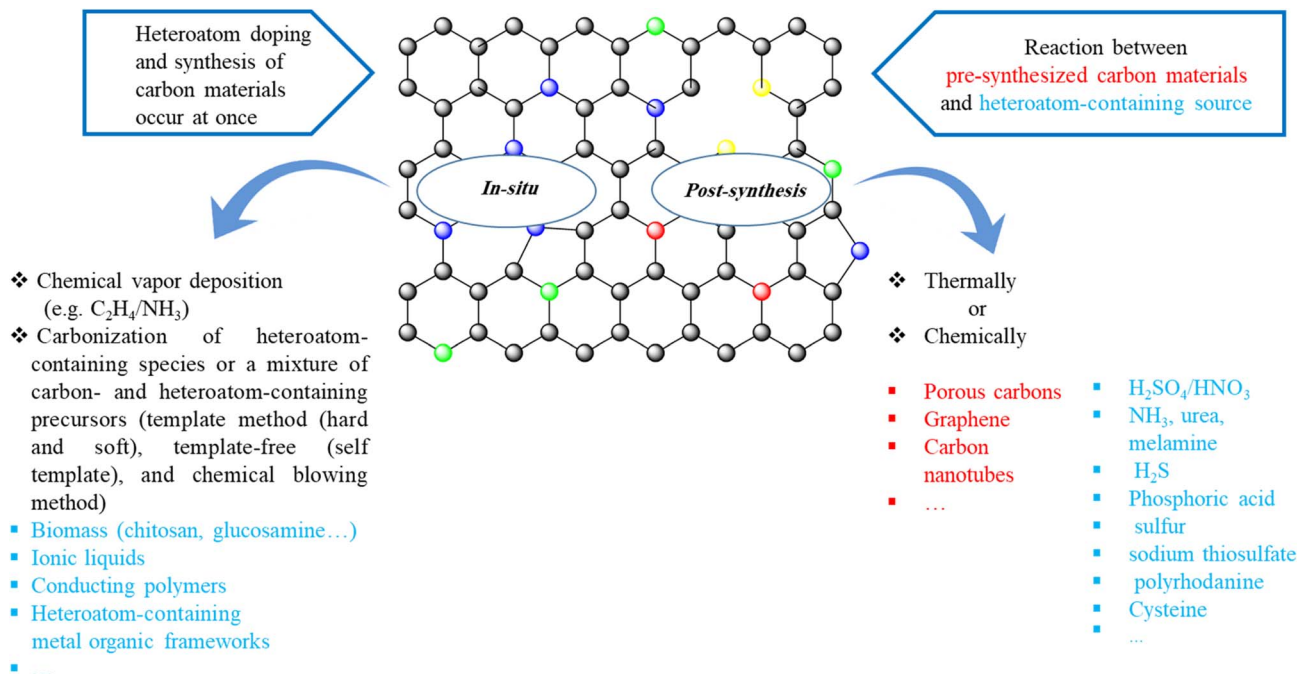 Heteroatom doping
and synthesis of
carbon materials
occur at once
Reaction between
pre-synthesized carbon materials
and heteroatom-containing source
In-situ
Post-synthesis
❖ Chemical vapor deposition
(e.g. C₂H₄/NH₃)
❖ Carbonization of heteroatom-
containing species or a mixture of
carbon- and heteroatom-containing
precursors (template method (hard
and soft), template-free (self
template), and chemical blowing
method)
▪ Biomass (chitosan, glucosamine…)
▪ Ionic liquids
▪ Conducting polymers
▪ Heteroatom-containing
metal organic frameworks
▪
❖ Thermally
or
❖ Chemically
▪ Porous carbons
▪ Graphene
▪ Carbon
nanotubes
▪ …
▪ H₂SO₄/HNO₃
▪ NH₃, urea,
melamine
▪ H₂S
▪ Phosphoric acid
▪ sulfur
▪ sodium thiosulfate
▪ polyrhodanine
▪ Cysteine
▪ ...